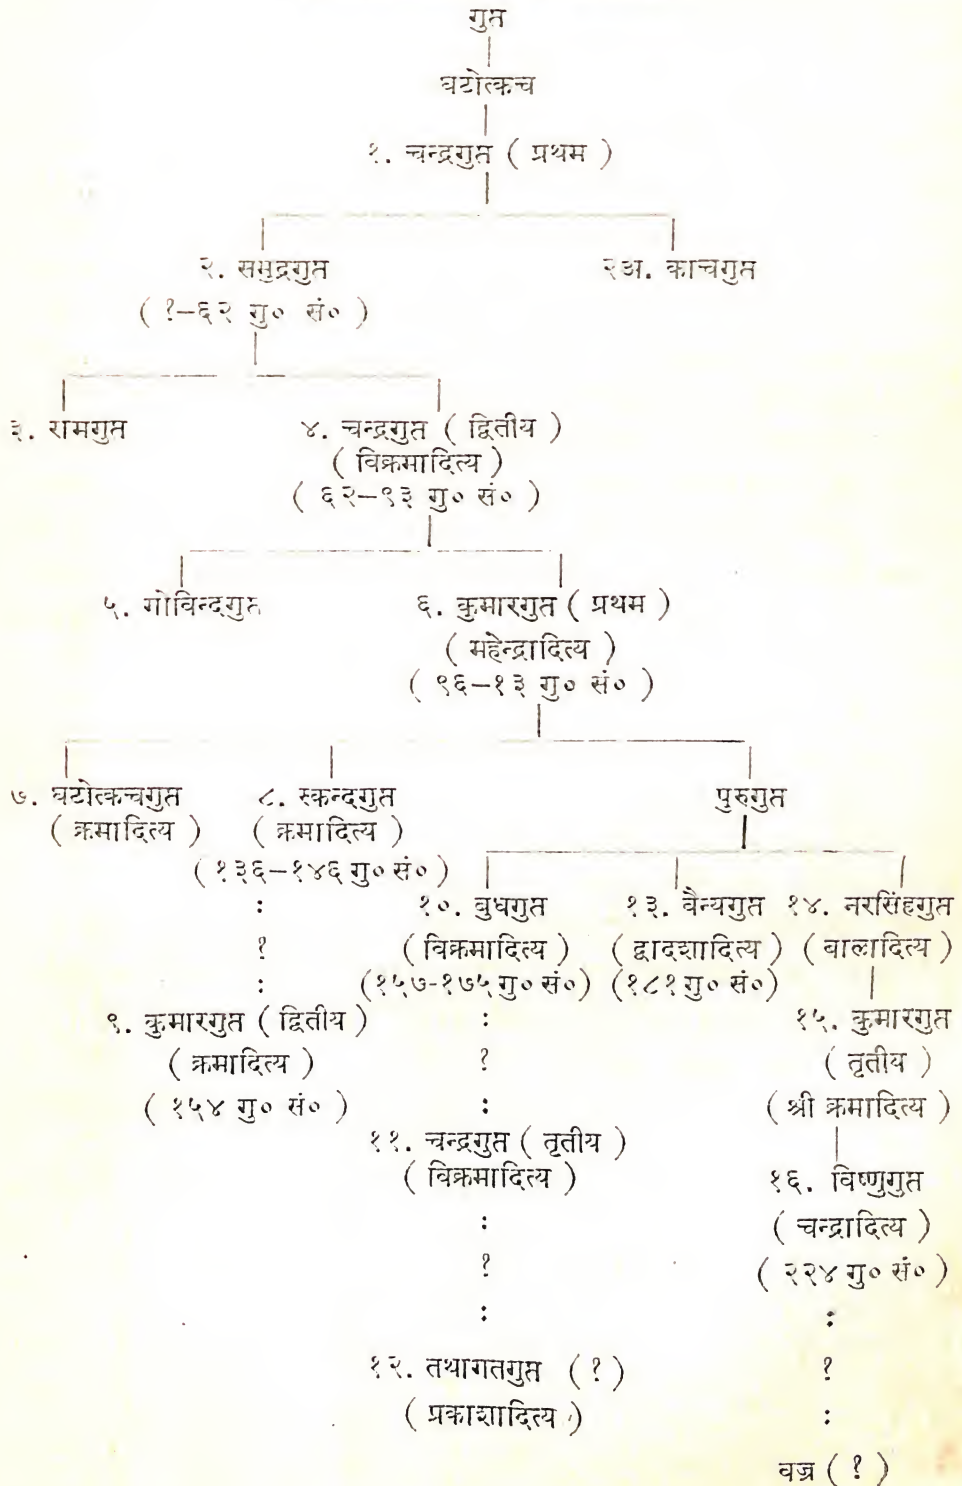 गुप्त
घटोत्कच
१. चन्द्रगुप्त ( प्रथम )
२. समुद्रगुप्त २अ. काचगुप्त
( ?–६२ गु० सं० )
३. रामगुप्त ४. चन्द्रगुप्त ( द्वितीय )
( विक्रमादित्य )
( ६२–९३ गु० सं० )
५. गोविन्दगुप्त ६. कुमारगुप्त ( प्रथम )
( महेन्द्रादित्य )
( ९६–१३ गु० सं० )
७. घटोत्कचगुप्त ८. स्कन्दगुप्त पुरुगुप्त
( क्रमादित्य ) ( क्रमादित्य )
( १३६–१४६ गु० सं० )
: १०. बुधगुप्त १३. वैन्यगुप्त १४. नरसिंहगुप्त
? (विक्रमादित्य ) ( द्वादशादित्य ) ( बालादित्य )
: (१५७-१७५ गु० सं०) (१८१ गु० सं०)
९. कुमारगुप्त ( द्वितीय ) : १५. कुमारगुप्त
( क्रमादित्य ) ? ( तृतीय )
( १५४ गु० सं० ) : ( श्री क्रमादित्य )
११. चन्द्रगुप्त ( तृतीय )
( विक्रमादित्य ) १६. विष्णुगुप्त
: ( चन्द्रादित्य )
? ( २२४ गु० सं० )
: :
१२. तथागतगुप्त ( ? ) ?
( प्रकाशादित्य ) :
वज्र ( ? )